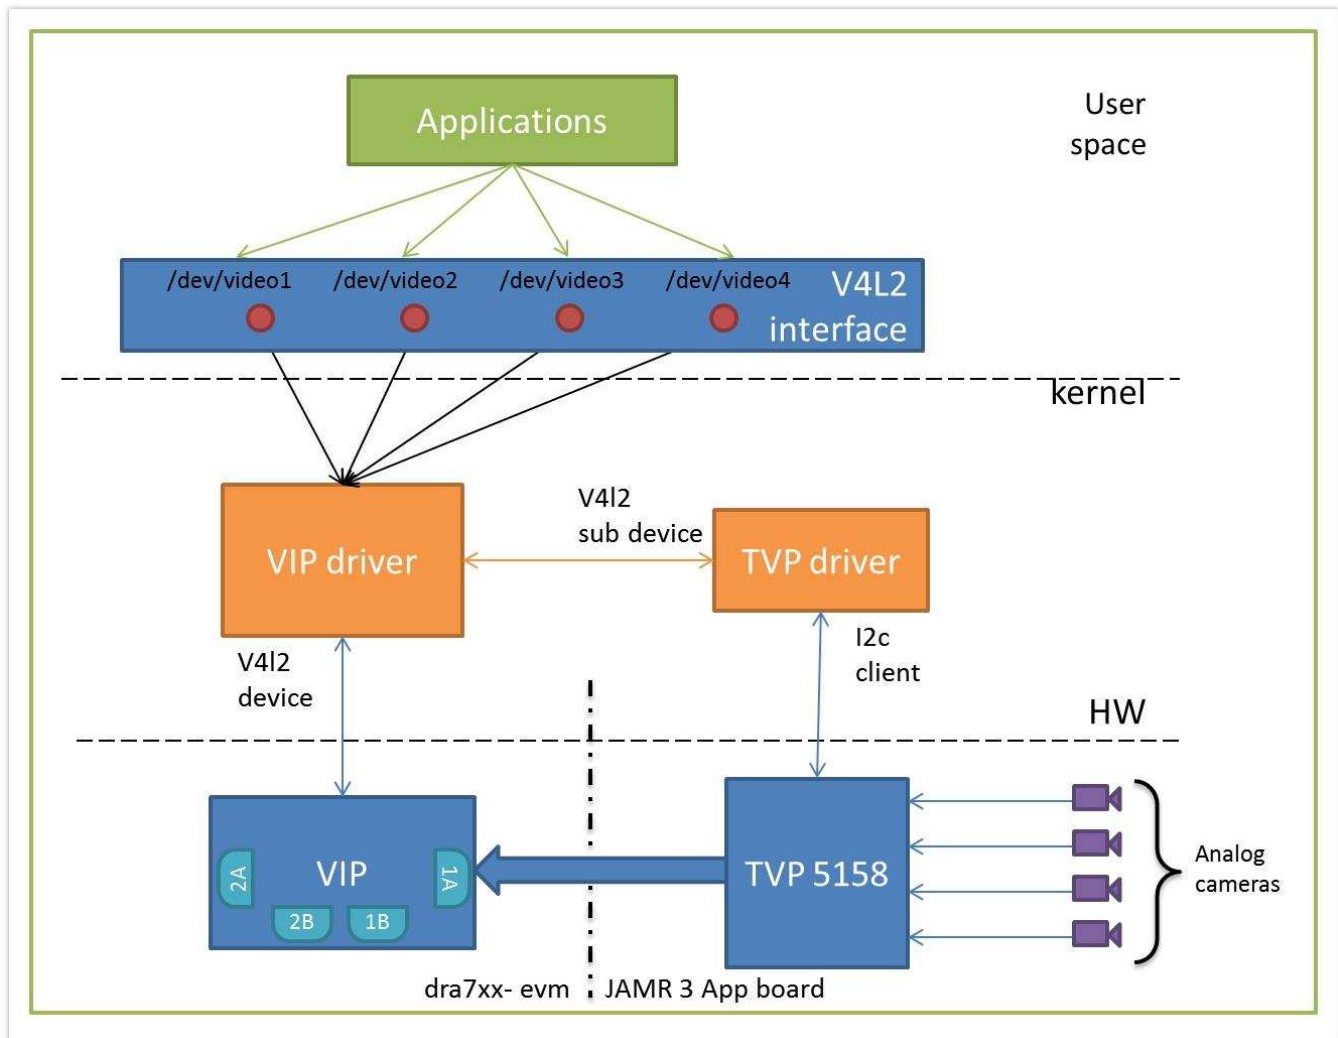 Applications
User
space
/dev/video1
/dev/video2
/dev/video3
/dev/video4
V4L2
interface
kernel
V4l2
sub device
VIP driver
TVP driver
V4l2
device
I2c
client
HW
2A
VIP
1A
2B
1B
TVP 5158
Analog
cameras
dra7xx- evm
JAMR 3 App board